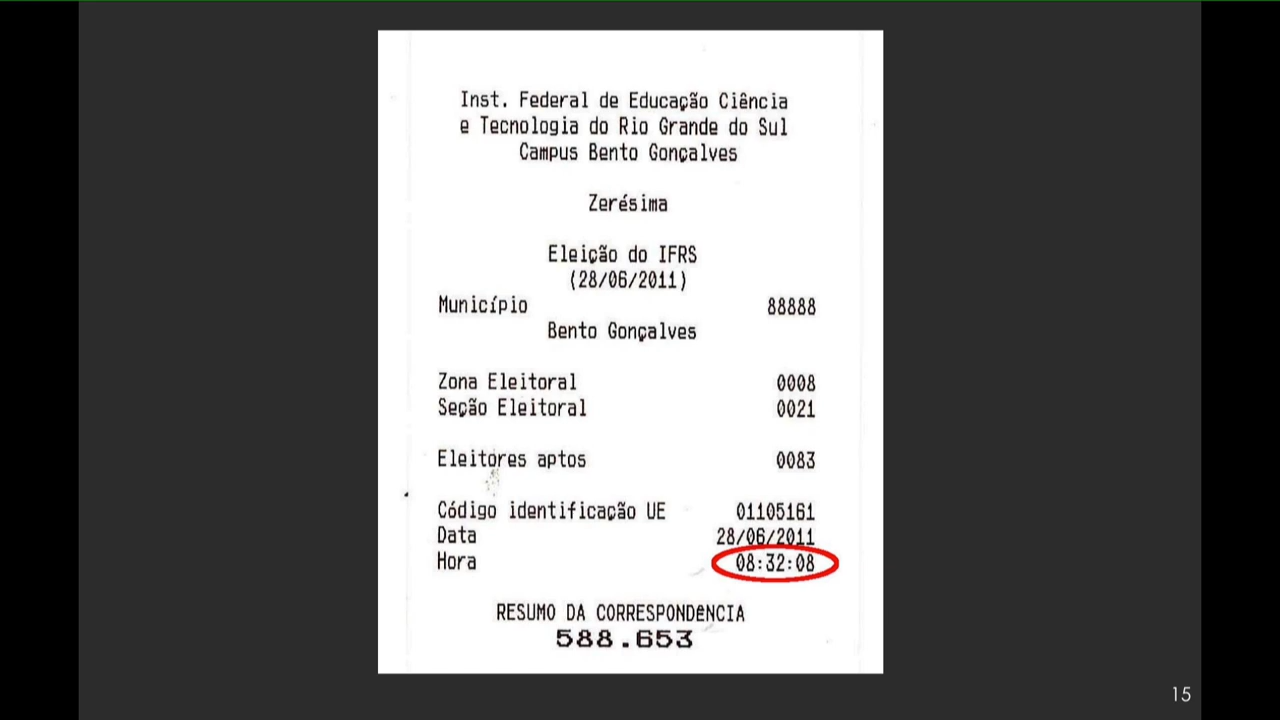 Inst. Federal de Educação Ciência
e Tecnologia do Rio Grande do Sul
Campus Bento Gonçalves
Zerésima
Eleição do IFRS
(28/06/2011)
Município 88888
Bento Gonçalves
Zona Eleitoral 0008
Seção Eleitoral 0021
Eleitores aptos 0083
Código identificação UE 01105161
Data 28/06/2011
Hora 08:32:08
RESUMO DA CORRESPONDêNCIA
588.653
15